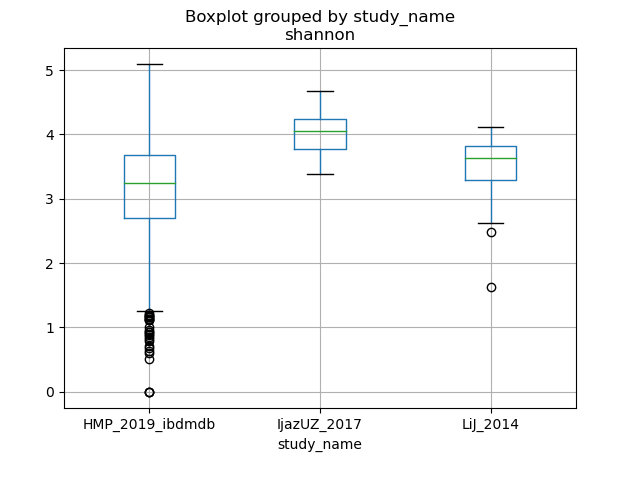 Boxplot grouped by study_name
shannon
5
4
3
2
1
0
HMP_2019_ibdmdb
IjazUZ_2017
LiJ_2014
study_name